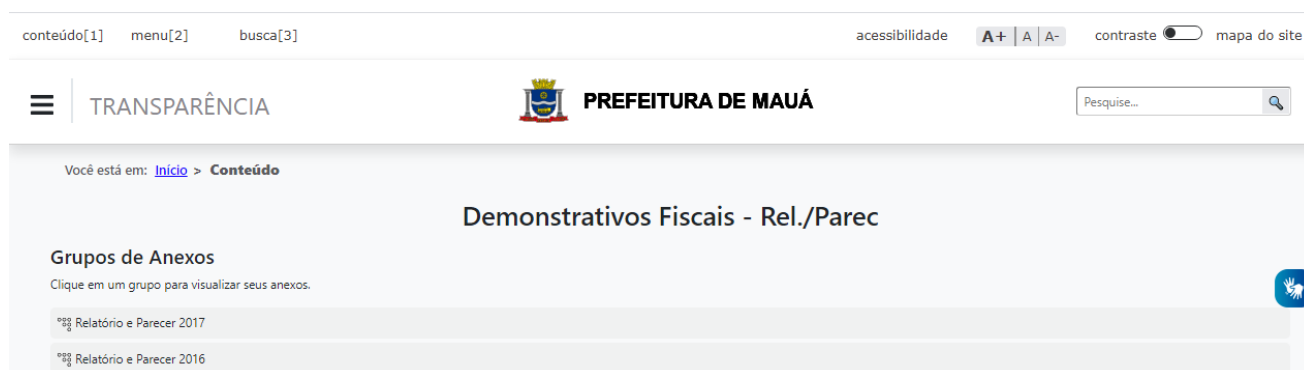 conteúdo[1] menu[2] busca[3] acessibilidade A+ A A- contraste mapa do site
TRANSPARÊNCIA PREFEITURA DE MAUÁ Pesquise...
Você está em: Início > Conteúdo
Demonstrativos Fiscais - Rel./Parec
Grupos de Anexos
Clique em um grupo para visualizar seus anexos.
Relatório e Parecer 2017
Relatório e Parecer 2016